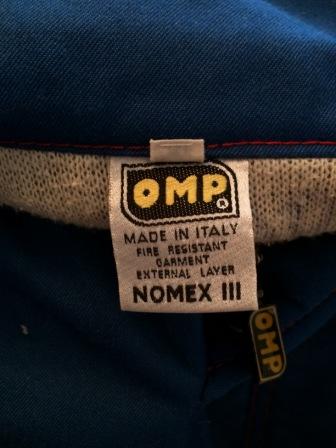 OMP®
MADE IN ITALY
FIRE RESISTANT
GARMENT
EXTERNAL LAYER
NOMEX III
OMP